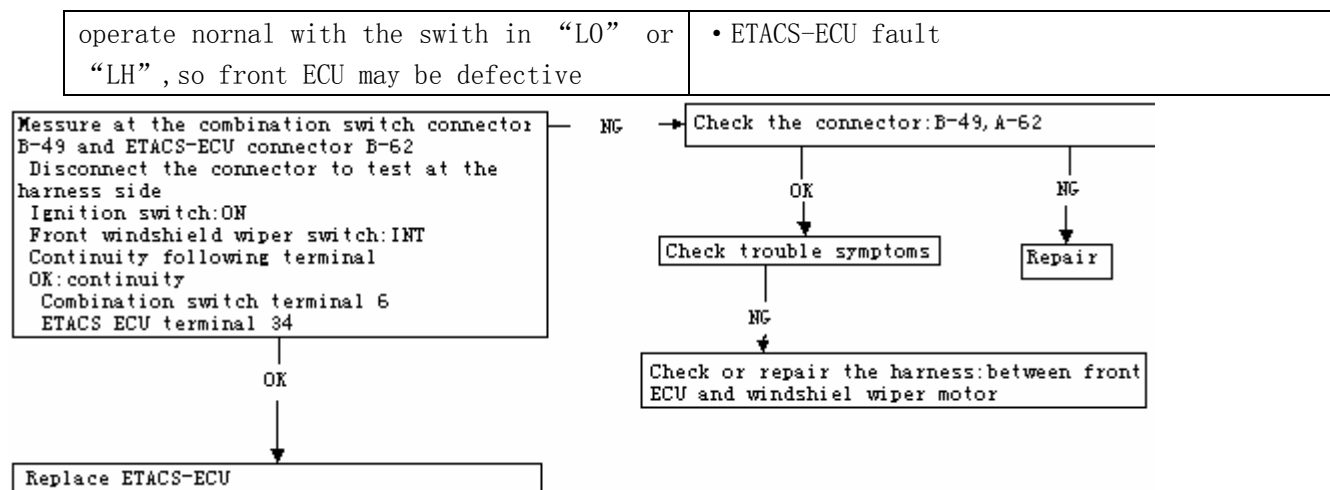 operate nornal with the swith in “LO” or
“LH”, so front ECU may be defective
•ETACS-ECU fault
Messure at the combination switch connector
B-49 and ETACS-ECU connector B-62
Disconnect the connector to test at the
harness side
Ignition switch:ON
Front windshield wiper switch:INT
Continuity following terminal
OK:continuity
Combination switch terminal 6
ETACS ECU terminal 34
NG
Check the connector:B-49, A-62
OK
NG
Check trouble symptoms
Repair
NG
Check or repair the harness:between front
ECU and windshiel wiper motor
OK
Replace ETACS-ECU